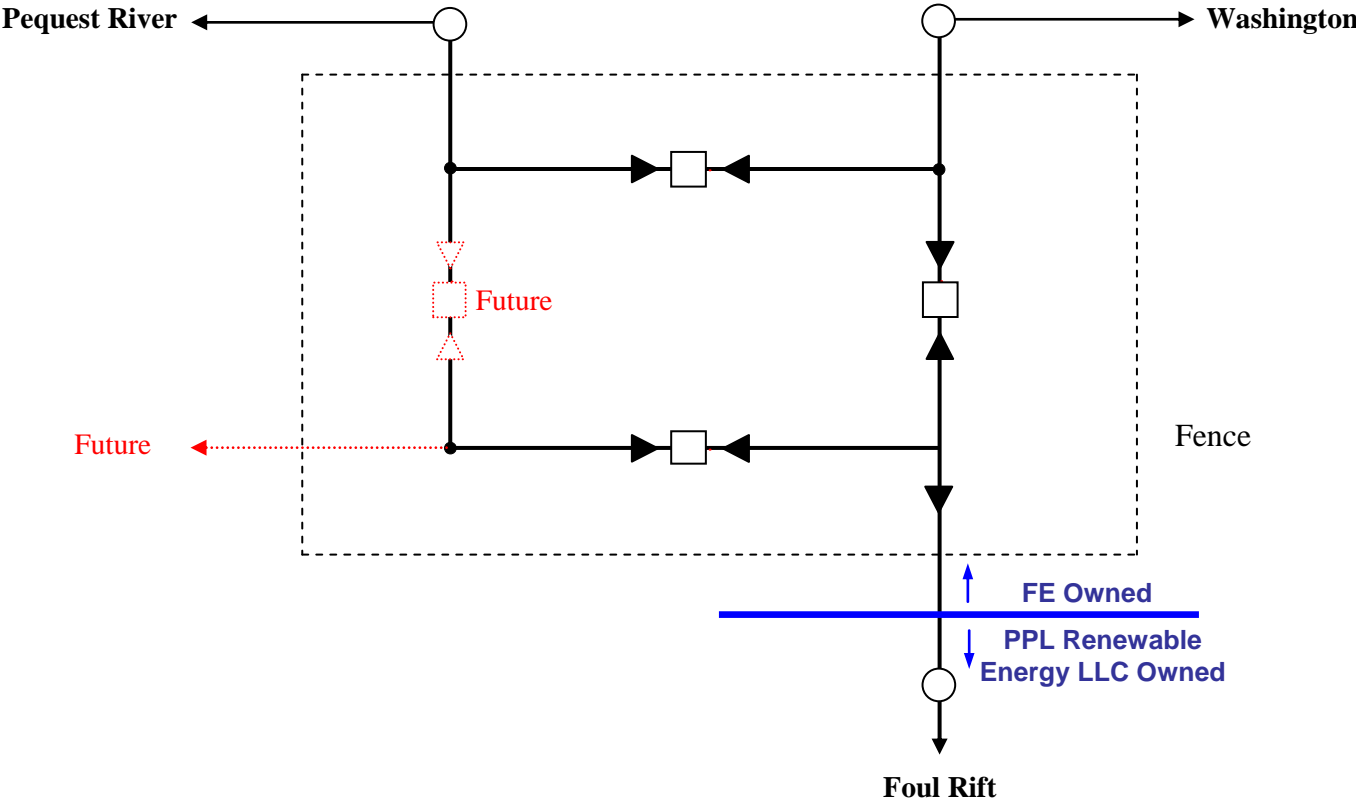 Pequest River
Washington
Future
Future
Fence
FE Owned
PPL Renewable
Energy LLC Owned
Foul Rift